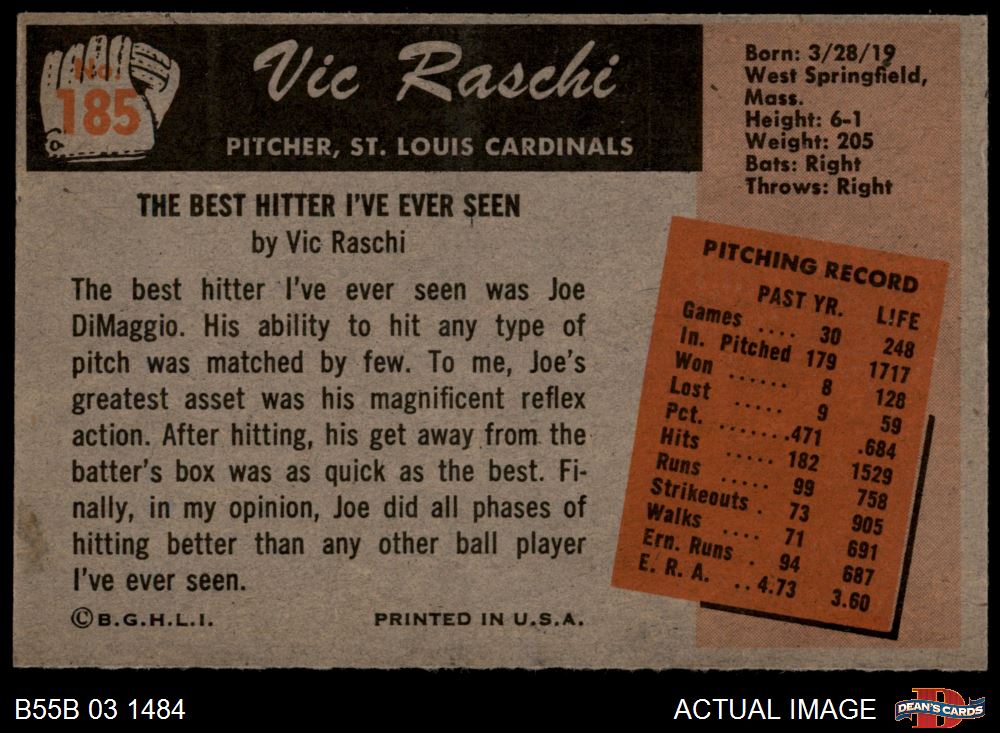 No.
185
Vic Raschi
PITCHER, ST. LOUIS CARDINALS
Born: 3/28/19
West Springfield,
Mass.
Height: 6-1
Weight: 205
Bats: Right
Throws: Right
THE BEST HITTER I'VE EVER SEEN
by Vic Raschi
The best hitter I've ever seen was Joe
DiMaggio. His ability to hit any type of
pitch was matched by few. To me, Joe's
greatest asset was his magnificent reflex
action. After hitting, his get away from the
batter's box was as quick as the best. Fi-
nally, in my opinion, Joe did all phases of
hitting better than any other ball player
I've ever seen.
©B.G.H.L.I. PRINTED IN U.S.A.
PITCHING RECORD
PAST YR. LIFE
Games .... 30 248
In. Pitched 179 1717
Won ...... 8 128
Lost ..... 9 59
Pct. .......471 .684
Hits ..... 182 1529
Runs ..... 99 758
Strikeouts . 73 905
Walks .... 71 691
Ern. Runs . 94 687
E. R. A. ..4.73 3.60
B55B 03 1484
ACTUAL IMAGE
DEAN'S CARDS